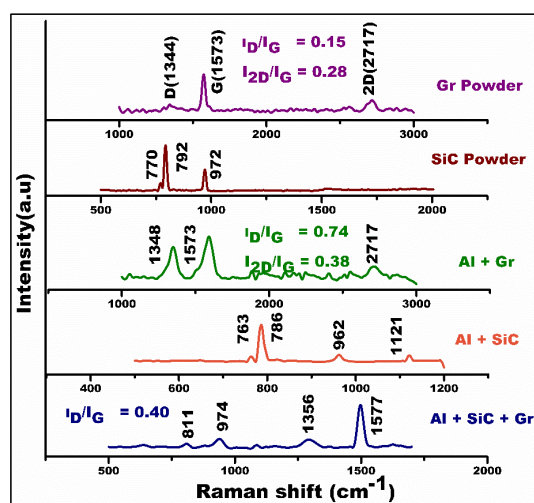 Intensity(a.u)
D(1344)
G(1573)
ID/IG = 0.15
I2D/IG = 0.28
2D(2717)
Gr Powder
1000 2000 3000
770
792
972
SiC Powder
500 1000 1500 2000
1348
1573
ID/IG = 0.74
I2D/IG = 0.38
2717
Al + Gr
1000 2000 3000
763
786
962
1121
Al + SiC
400 600 800 1000 1200
ID/IG = 0.40
811
974
1356
1577
Al + SiC + Gr
500 1000 1500 2000
Raman shift (cm-1)